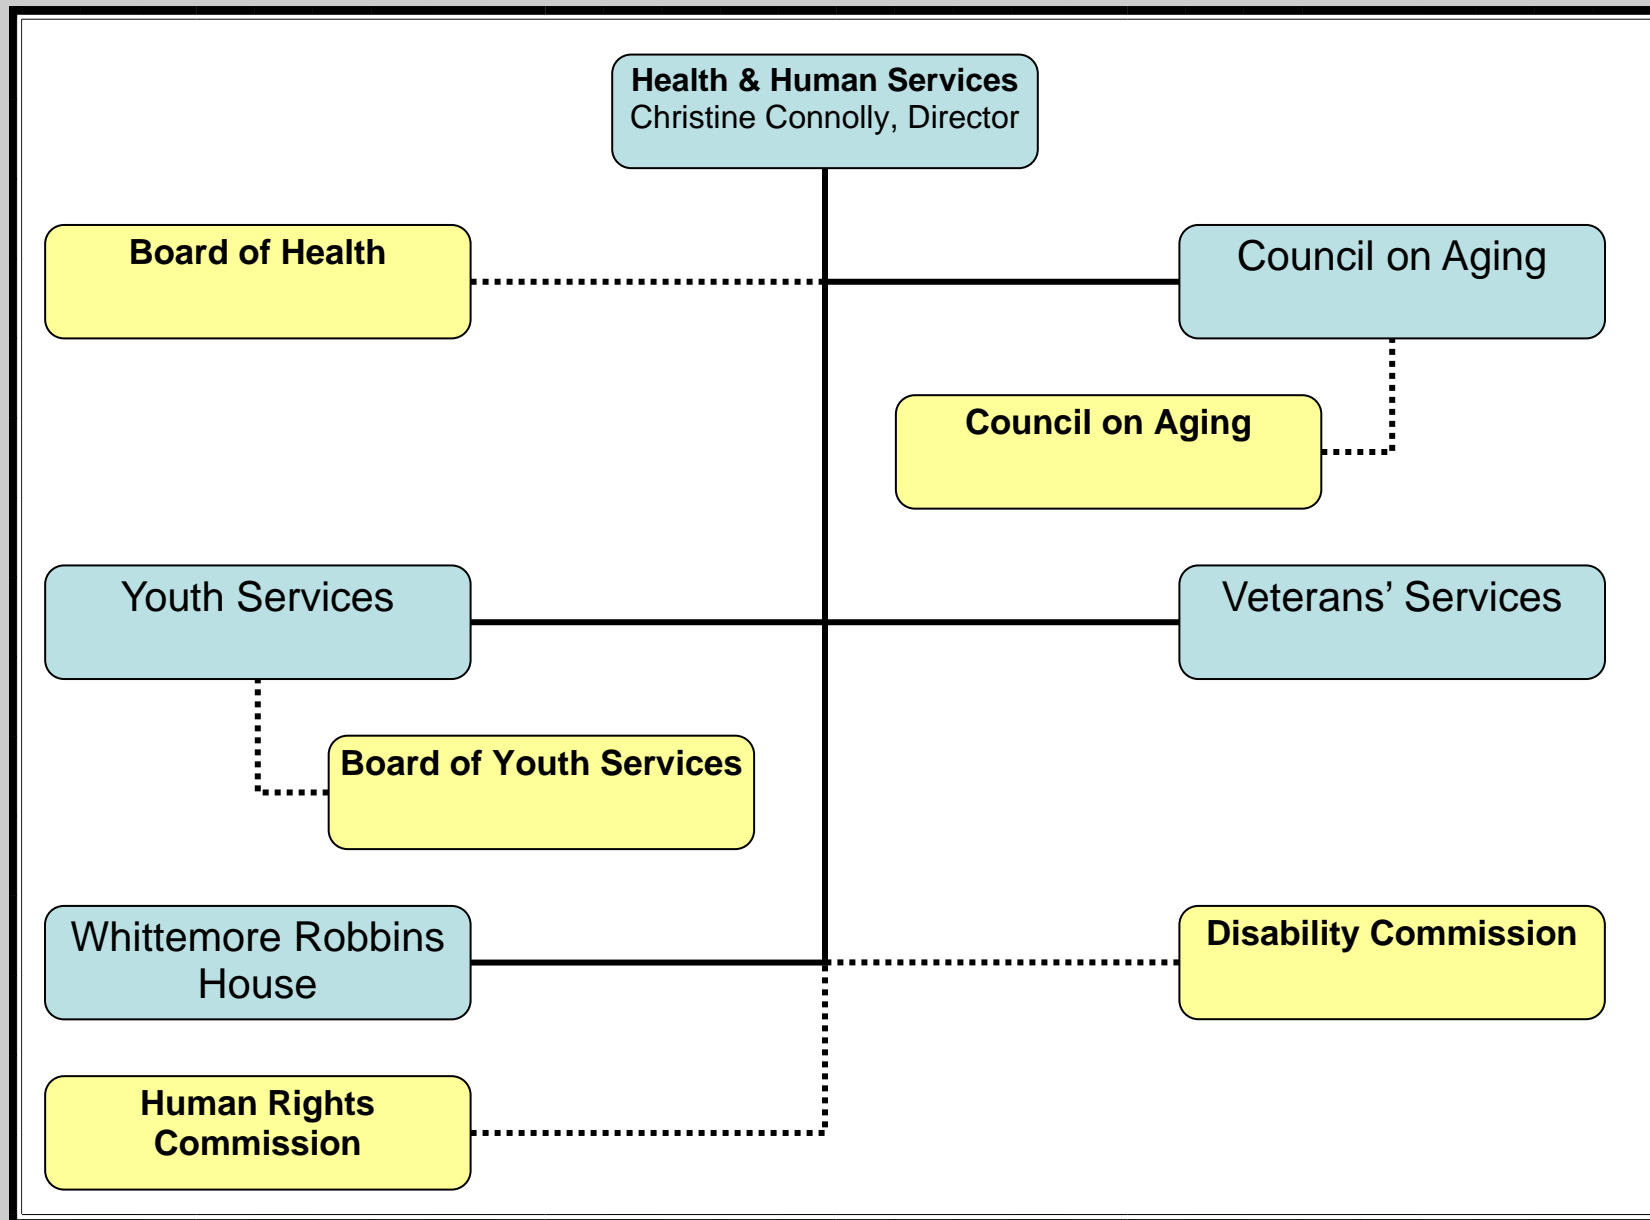 Health & Human Services
Christine Connolly, Director
Board of Health
Council on Aging
Council on Aging
Youth Services
Veterans’ Services
Board of Youth Services
Whittemore Robbins
House
Disability Commission
Human Rights
Commission